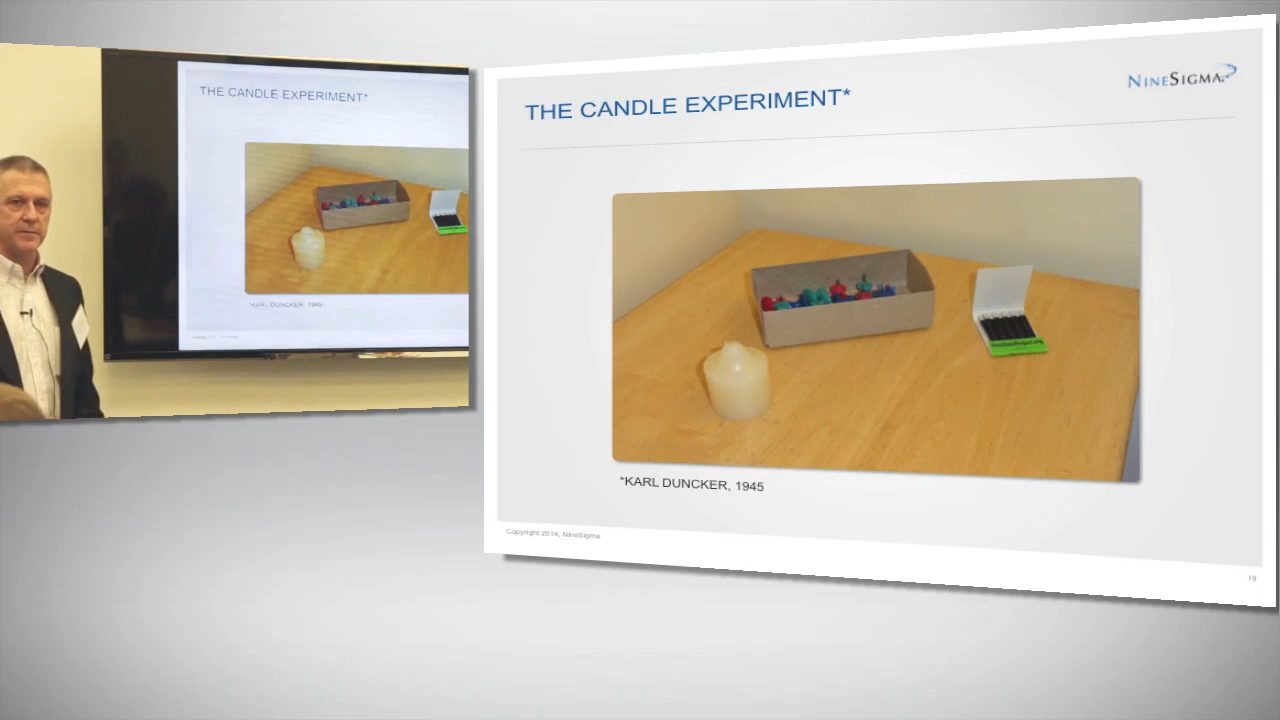 THE CANDLE EXPERIMENT*
*KARL DUNCKER, 1945
NINESIGMA
THE CANDLE EXPERIMENT*
*KARL DUNCKER, 1945
Copyright 2014, NineSigma
19